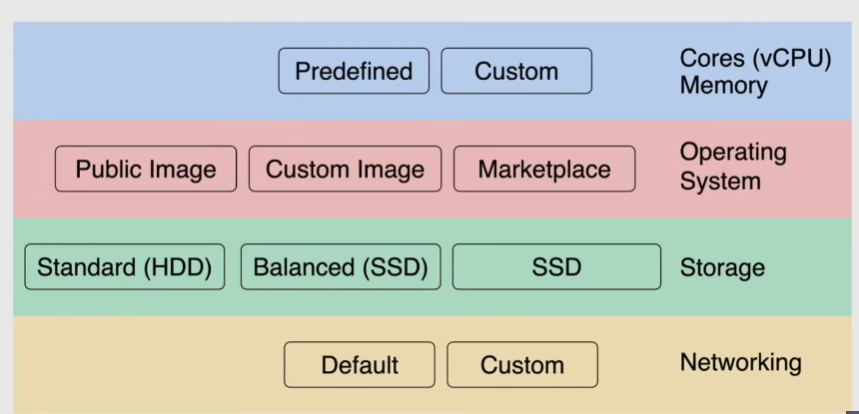 Predefined Custom Cores (vCPU)
Memory
Public Image Custom Image Marketplace Operating
System
Standard (HDD) Balanced (SSD) SSD Storage
Default Custom Networking